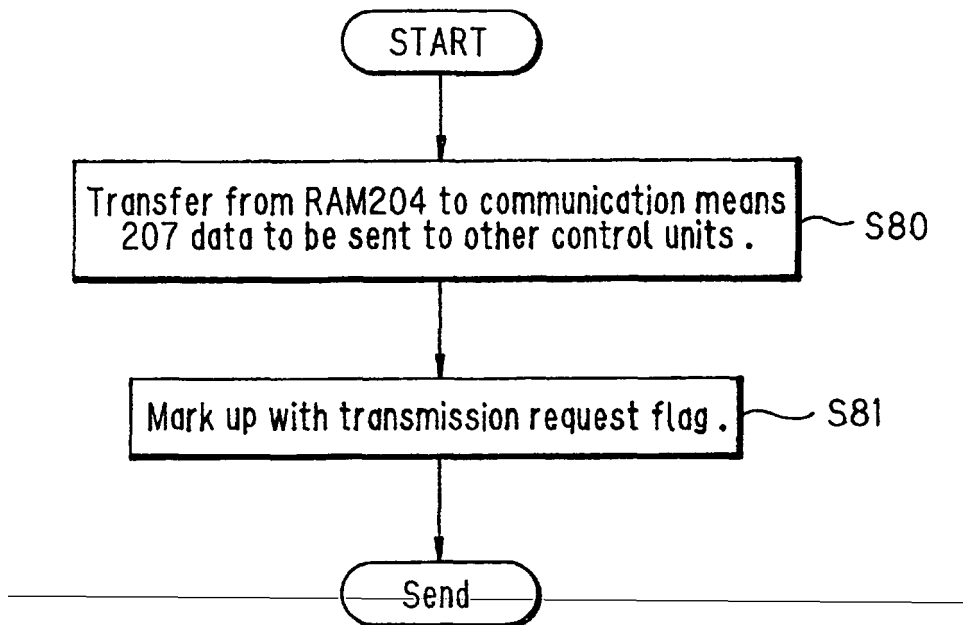 START
Transfer from RAM204 to communication means
207 data to be sent to other control units .
S80
Mark up with transmission request flag .
S81
Send